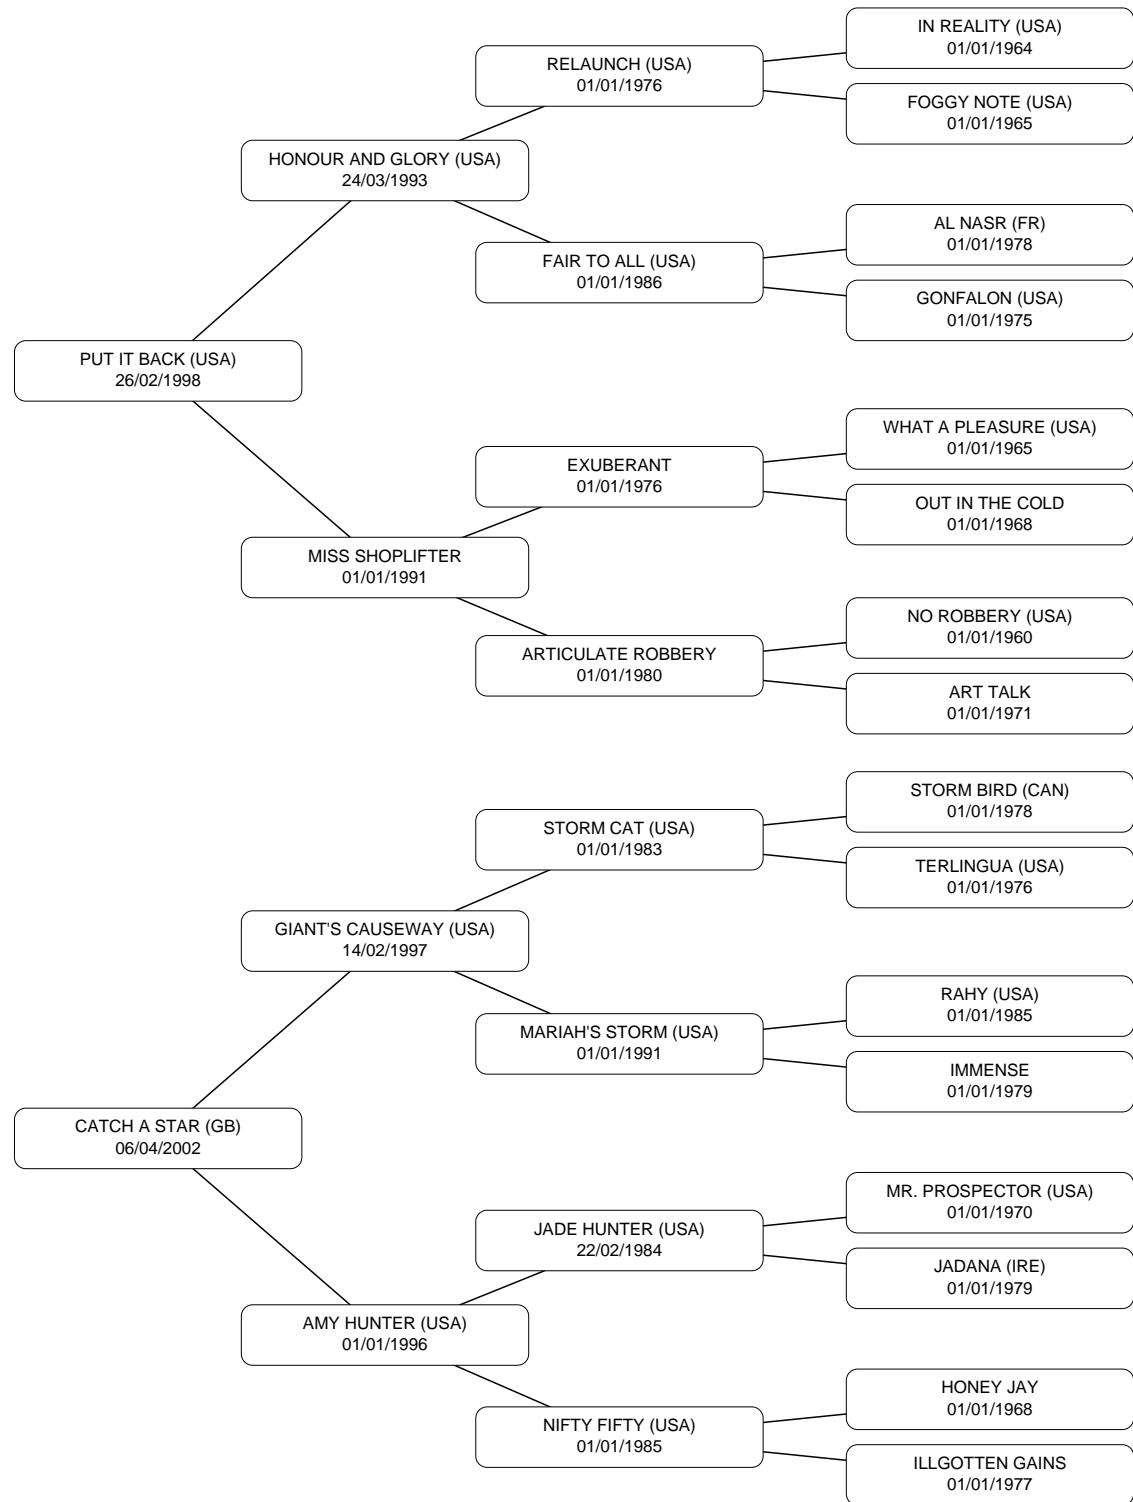 IN REALITY (USA)
01/01/1964
RELAUNCH (USA)
01/01/1976
FOGGY NOTE (USA)
01/01/1965
HONOUR AND GLORY (USA)
24/03/1993
AL NASR (FR)
01/01/1978
FAIR TO ALL (USA)
01/01/1986
GONFALON (USA)
01/01/1975
PUT IT BACK (USA)
26/02/1998
WHAT A PLEASURE (USA)
01/01/1965
EXUBERANT
01/01/1976
OUT IN THE COLD
01/01/1968
MISS SHOPLIFTER
01/01/1991
NO ROBBERY (USA)
01/01/1960
ARTICULATE ROBBERY
01/01/1980
ART TALK
01/01/1971
STORM BIRD (CAN)
01/01/1978
STORM CAT (USA)
01/01/1983
TERLINGUA (USA)
01/01/1976
GIANT'S CAUSEWAY (USA)
14/02/1997
RAHY (USA)
01/01/1985
MARIAH'S STORM (USA)
01/01/1991
IMMENSE
01/01/1979
CATCH A STAR (GB)
06/04/2002
MR. PROSPECTOR (USA)
01/01/1970
JADE HUNTER (USA)
22/02/1984
JADANA (IRE)
01/01/1979
AMY HUNTER (USA)
01/01/1996
HONEY JAY
01/01/1968
NIFTY FIFTY (USA)
01/01/1985
ILLGOTTEN GAINS
01/01/1977